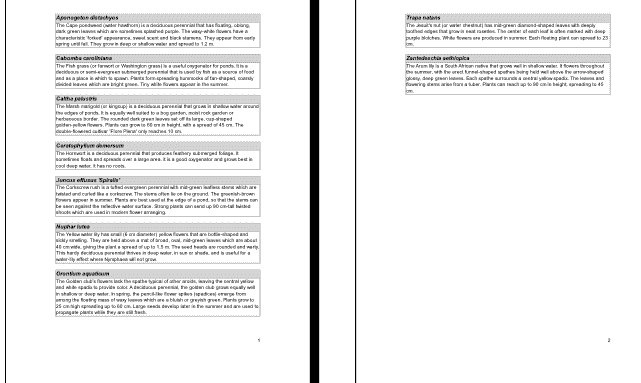 Aponogeton distachyos
The Cape pondweed (water hawthorn) is a deciduous perennial that has floating, oblong,
dark green leaves which are sometimes splashed purple. The waxy-white flowers have a
characteristic 'forked' appearance, sweet scent and black stamens. They appear from early
spring until fall. They grow in deep or shallow water and spread to 1.2 m.
Cabomba caroliniana
The Fish grass (or fanwort or Washington grass) is a useful oxygenator for ponds. It is a
deciduous or semi-evergreen submerged perennial that is used by fish as a source of food
and as a place in which to spawn. Plants form spreading hummocks of fan-shaped, coarsely
divided leaves which are bright green. Tiny white flowers appear in the summer.
Caltha palustris
The Marsh marigold (or kingcup) is a deciduous perennial that grows in shallow water around
the edges of ponds. It is equally well suited to a bog garden, moist rock garden or
herbaceous border. The rounded dark green leaves set off its large, cup-shaped
golden-yellow flowers. Plants can grow to 60 cm in height, with a spread of 45 cm. The
double-flowered cultivar 'Flore Plena' only reaches 10 cm.
Ceratophyllum demersum
The Hornwort is a deciduous perennial that produces feathery submerged foliage. It
sometimes floats and spreads over a large area. It is a good oxygenator and grows best in
cool deep water. It has no roots.
Juncus effusus 'Spiralis'
The Corkscrew rush is a tufted evergreen perennial with mid-green leafless stems which are
twisted and curled like a corkscrew. The stems often lie on the ground. The greenish-brown
flowers appear in summer. Plants are best used at the edge of a pond, so that the stems can
be seen against the reflective water surface. Strong plants can send up 90 cm-tall twisted
shoots which are used in modern flower arranging.
Nuphar lutea
The Yellow water lily has small (6 cm diameter) yellow flowers that are bottle-shaped and
sickly smelling. They are held above a mat of broad, oval, mid-green leaves which are about
40 cm wide, giving the plant a spread of up to 1.5 m. The seed heads are rounded and warty.
This hardy deciduous perennial thrives in deep water, in sun or shade, and is useful for a
water-lily effect where Nymphaea will not grow.
Orontium aquaticum
The Golden club's flowers lack the spathe typical of other aroids, leaving the central yellow
and white spadix to provide color. A deciduous perennial, the golden club grows equally well
in shallow or deep water. In spring, the pencil-like flower spikes (spadices) emerge from
among the floating mass of waxy leaves which are a bluish or greyish green. Plants grow to
25 cm high spreading up to 60 cm. Large seeds develop later in the summer and are used to
propagate plants while they are still fresh.
1
Trapa natans
The Jesuit's nut (or water chestnut) has mid-green diamond-shaped leaves with deeply
toothed edges that grow in neat rosettes. The center of each leaf is often marked with deep
purple blotches. White flowers are produced in summer. Each floating plant can spread to 23
cm.
Zantedeschia aethiopica
The Arum lily is a South African native that grows well in shallow water. It flowers throughout
the summer, with the erect funnel-shaped spathes being held well above the arrow-shaped
glossy, deep green leaves. Each spathe surrounds a central yellow spadix. The leaves and
flowering stems arise from a tuber. Plants can reach up to 90 cm in height, spreading to 45
cm.
2